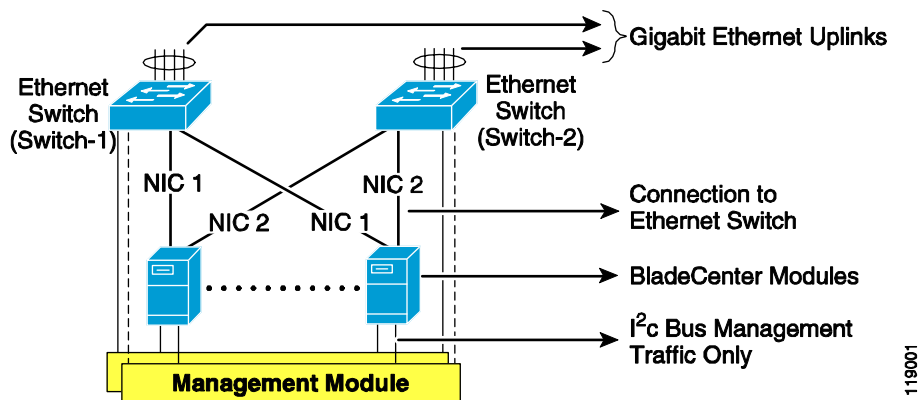 Gigabit Ethernet Uplinks
Ethernet
Switch
(Switch-1)
Ethernet
Switch
(Switch-2)
NIC 1
NIC 2
NIC 2
NIC 1
Connection to
Ethernet Switch
BladeCenter Modules
I²c Bus Management
Traffic Only
Management Module
119001